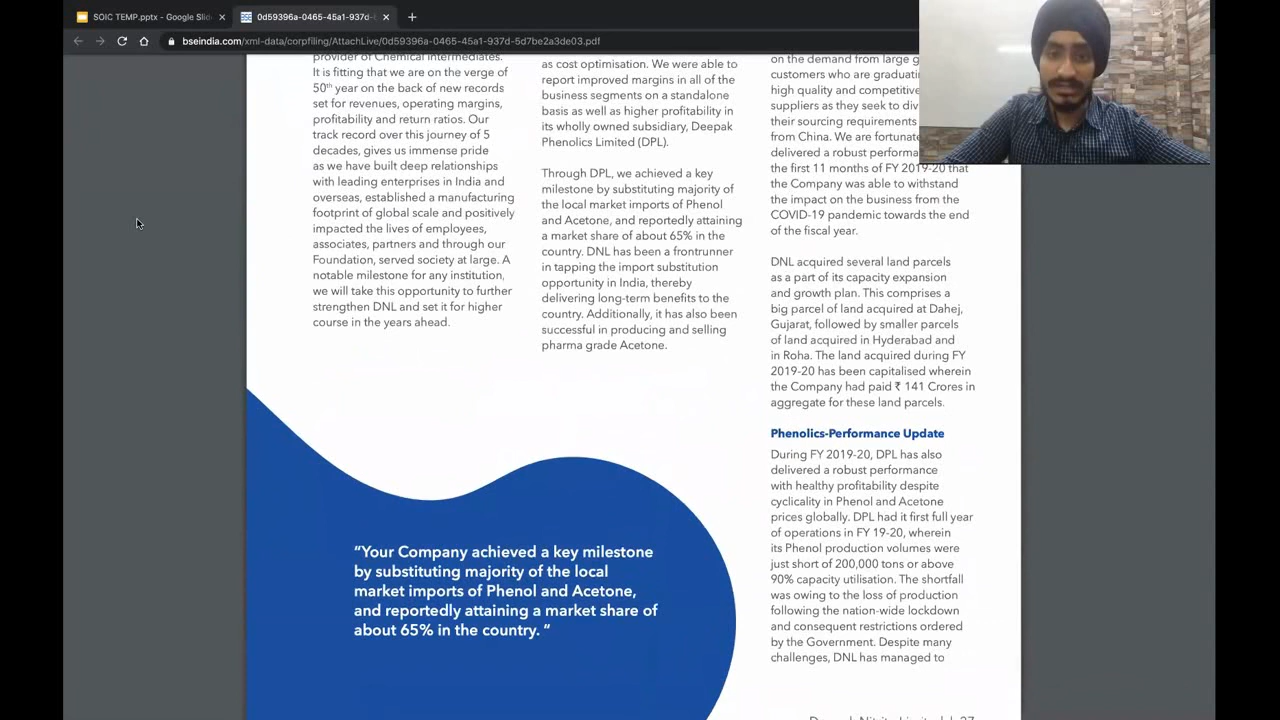 SOIC TEMP.pptx - Google Slid
0d59396a-0465-45a1-937d-
bseindia.com/xml-data/corpfiling/AttachLive/0d59396a-0465-45a1-937d-5d7be2a3de03.pdf
provider of Chemical Intermediates.
It is fitting that we are on the verge of
50th year on the back of new records
set for revenues, operating margins,
profitability and return ratios. Our
track record over this journey of 5
decades, gives us immense pride
as we have built deep relationships
with leading enterprises in India and
overseas, established a manufacturing
footprint of global scale and positively
impacted the lives of employees,
associates, partners and through our
Foundation, served society at large. A
notable milestone for any institution,
we will take this opportunity to further
strengthen DNL and set it for higher
course in the years ahead.
as cost optimisation. We were able to
report improved margins in all of the
business segments on a standalone
basis as well as higher profitability in
its wholly owned subsidiary, Deepak
Phenolics Limited (DPL).
Through DPL, we achieved a key
milestone by substituting majority of
the local market imports of Phenol
and Acetone, and reportedly attaining
a market share of about 65% in the
country. DNL has been a frontrunner
in tapping the import substitution
opportunity in India, thereby
delivering long-term benefits to the
country. Additionally, it has also been
successful in producing and selling
pharma grade Acetone.
on the demand from large g
customers who are graduati
high quality and competitive
suppliers as they seek to div
their sourcing requirements
from China. We are fortunate
delivered a robust performa
the first 11 months of FY 2019-20 that
the Company was able to withstand
the impact on the business from the
COVID-19 pandemic towards the end
of the fiscal year.
DNL acquired several land parcels
as a part of its capacity expansion
and growth plan. This comprises a
big parcel of land acquired at Dahej,
Gujarat, followed by smaller parcels
of land acquired in Hyderabad and
in Roha. The land acquired during FY
2019-20 has been capitalised wherein
the Company had paid ₹ 141 Crores in
aggregate for these land parcels.
Phenolics-Performance Update
During FY 2019-20, DPL has also
delivered a robust performance
with healthy profitability despite
cyclicality in Phenol and Acetone
prices globally. DPL had it first full year
of operations in FY 19-20, wherein
its Phenol production volumes were
just short of 200,000 tons or above
90% capacity utilisation. The shortfall
was owing to the loss of production
following the nation-wide lockdown
and consequent restrictions ordered
by the Government. Despite many
challenges, DNL has managed to
“Your Company achieved a key milestone
by substituting majority of the local
market imports of Phenol and Acetone,
and reportedly attaining a market share of
about 65% in the country. “